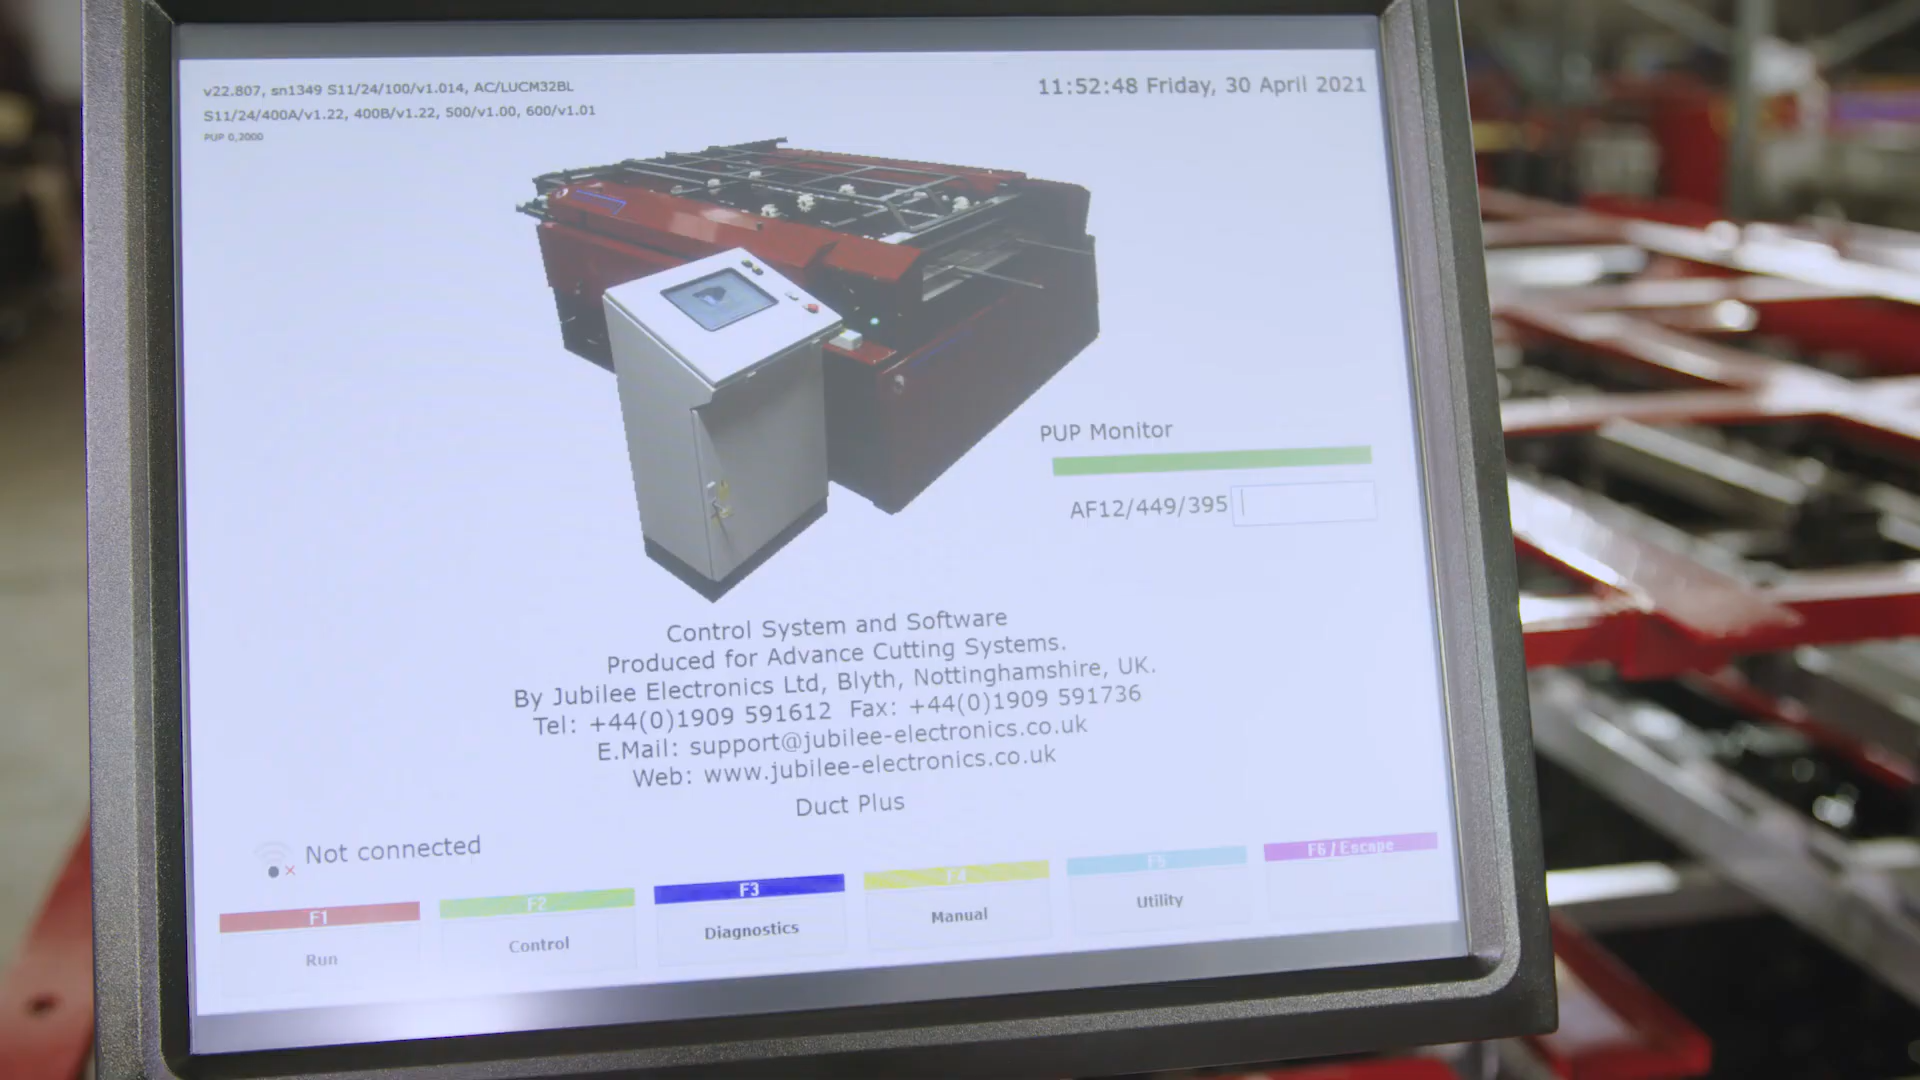 v22.807, sn1349 S11/24/100/v1.014, AC/LUCM32BL
S11/24/400A/v1.22, 400B/v1.22, 500/v1.00, 600/v1.01
PUP 0,2000
11:52:48 Friday, 30 April 2021
PUP Monitor
AF12/449/395
Control System and Software
Produced for Advance Cutting Systems.
By Jubilee Electronics Ltd, Blyth, Nottinghamshire, UK.
Tel: +44(0)1909 591612 Fax: +44(0)1909 591736
E.Mail: support@jubilee-electronics.co.uk
Web: www.jubilee-electronics.co.uk
Duct Plus
Not connected
F1 F2 F3 F4 F5 F6 / Escape
Run Control Diagnostics Manual Utility